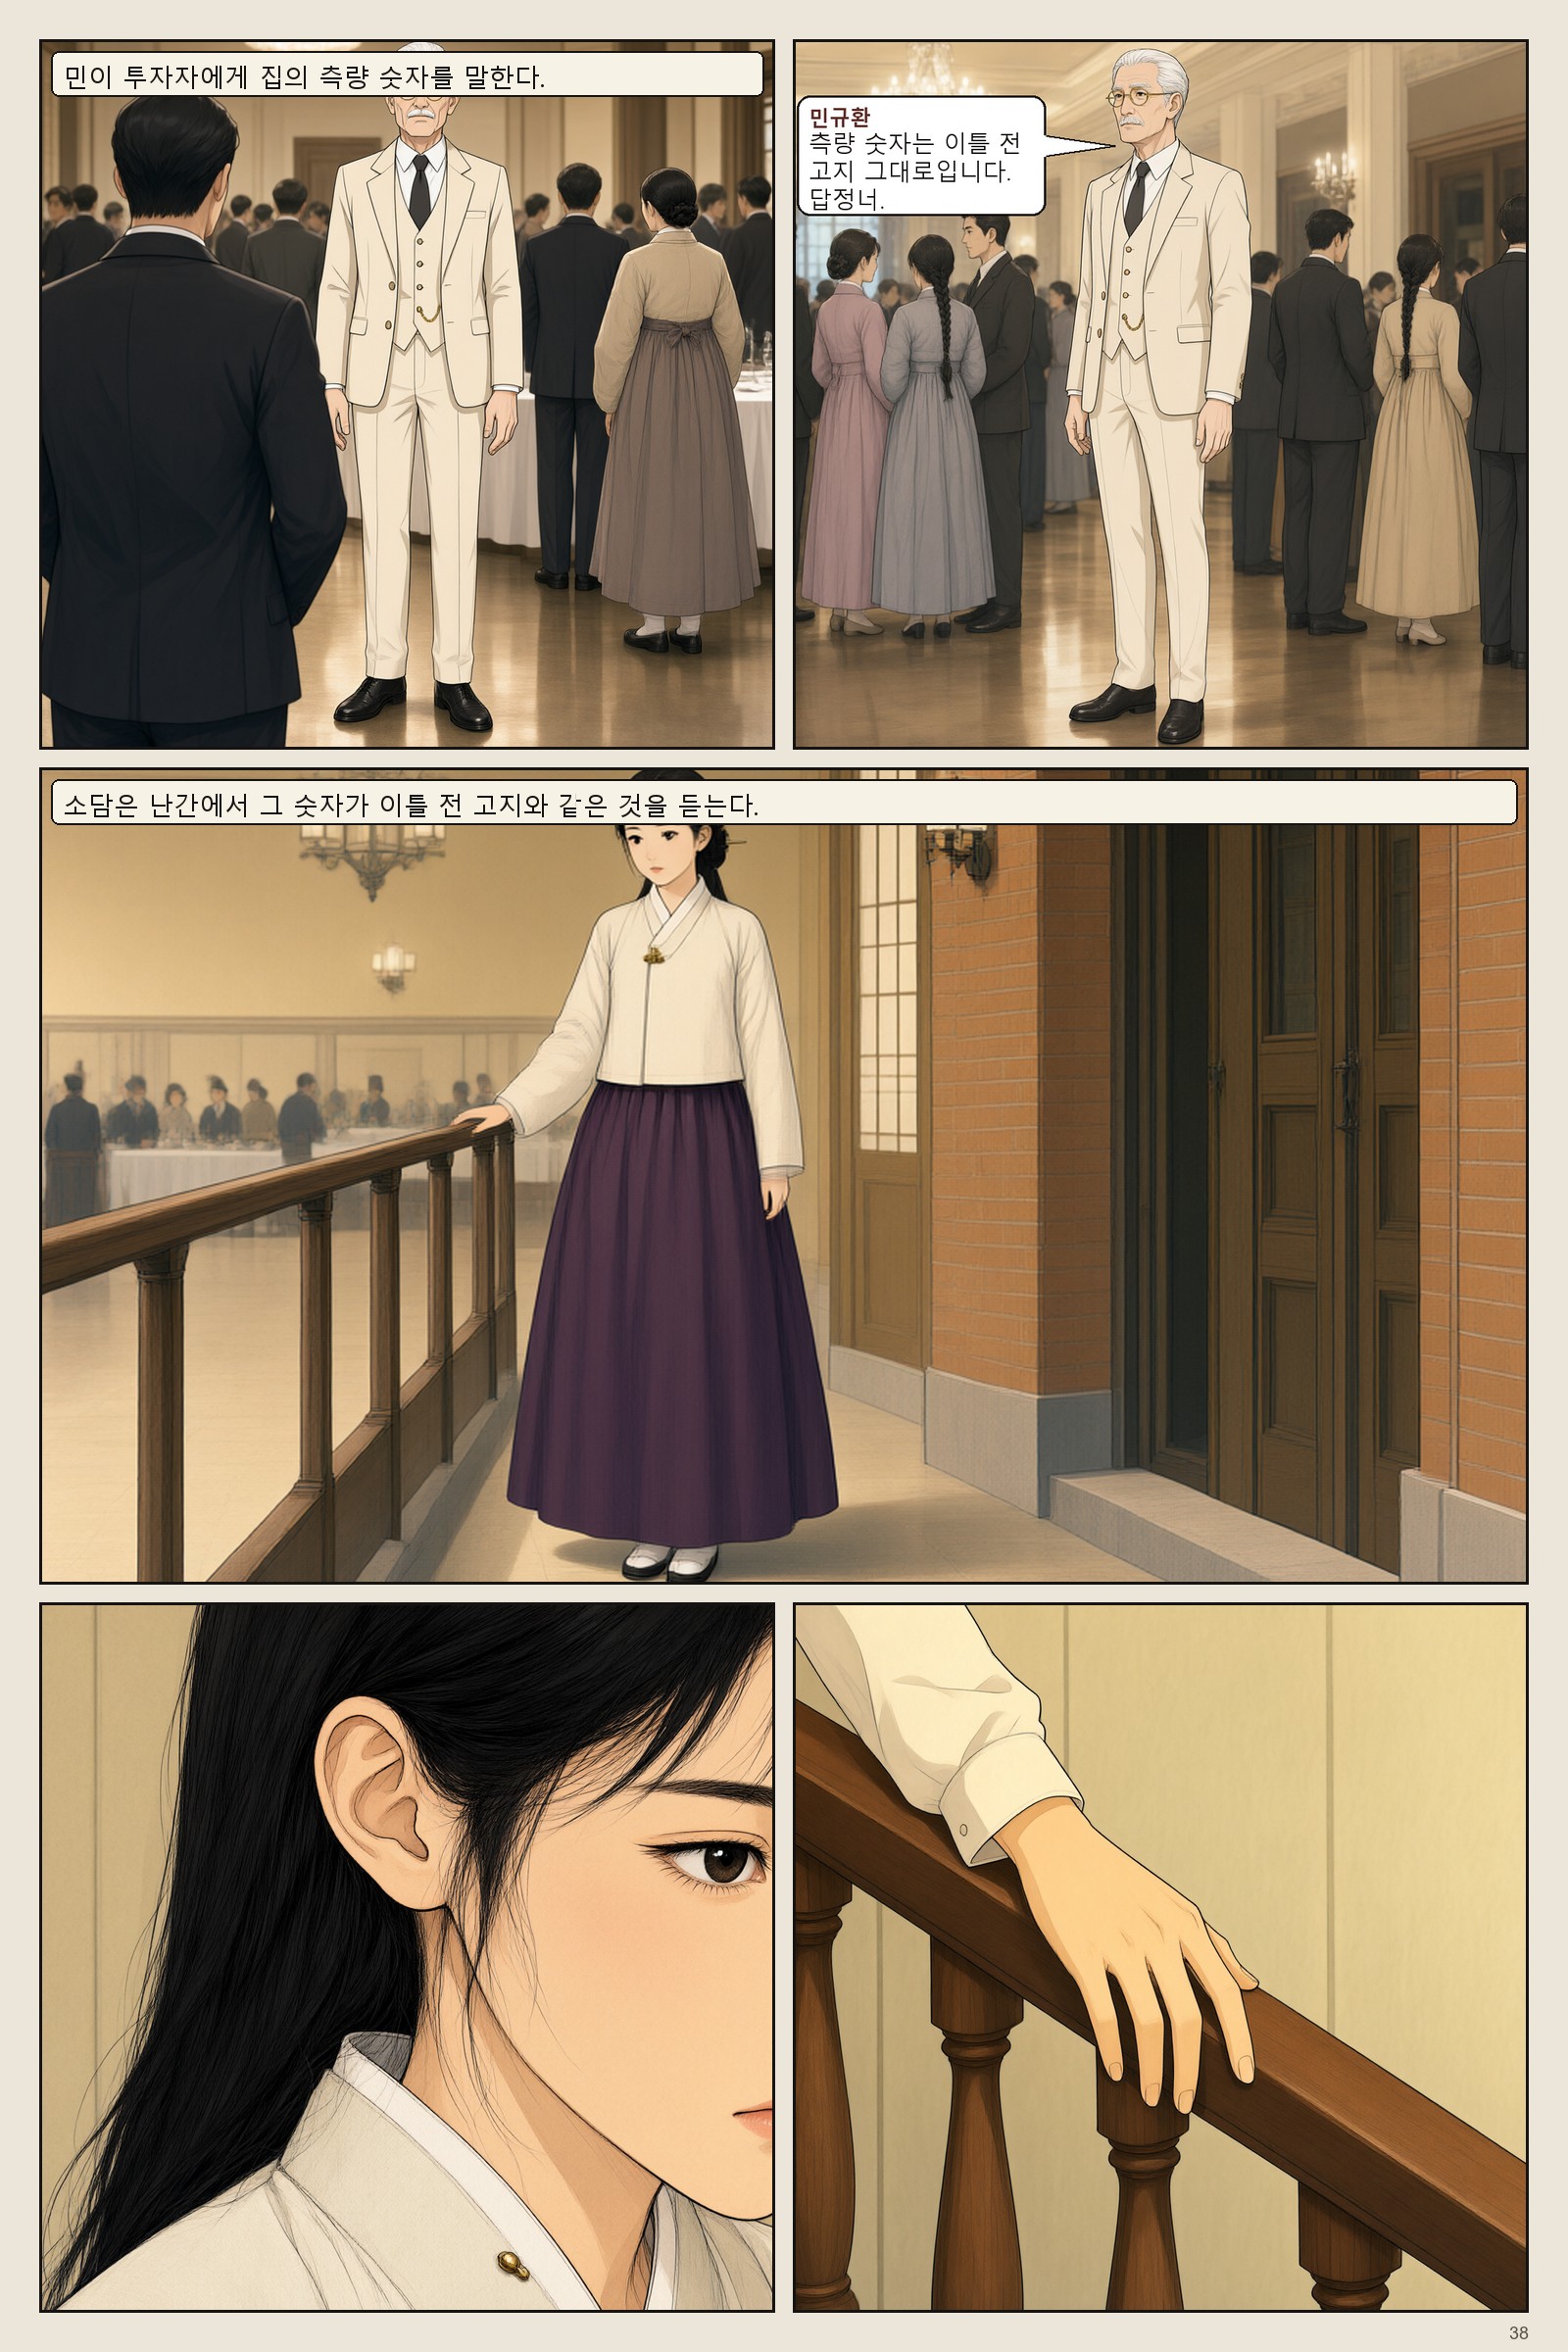 민이 투자자에게 집의 측량 숫자를 말한다.
민규환
측량 숫자는 이틀 전
고지 그대로입니다.
답정너.
소담은 난간에서 그 숫자가 이틀 전 고지와 같은 것을 듣는다.
38